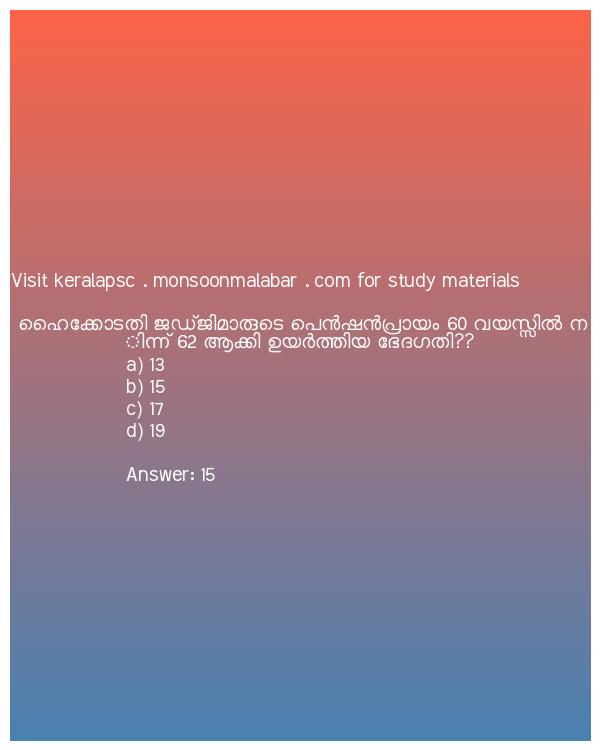 Visit keralapsc . monsoonmalabar . com for study materials
ഹൈക്കോടതി ജഡ്ജിമാരുടെ പെൻഷൻപ്രായം 60 വയസ്സിൽ ന
ിന്ന് 62 ആക്കി ഉയർത്തിയ ഭേദഗതി??
a) 13
b) 15
c) 17
d) 19
Answer: 15